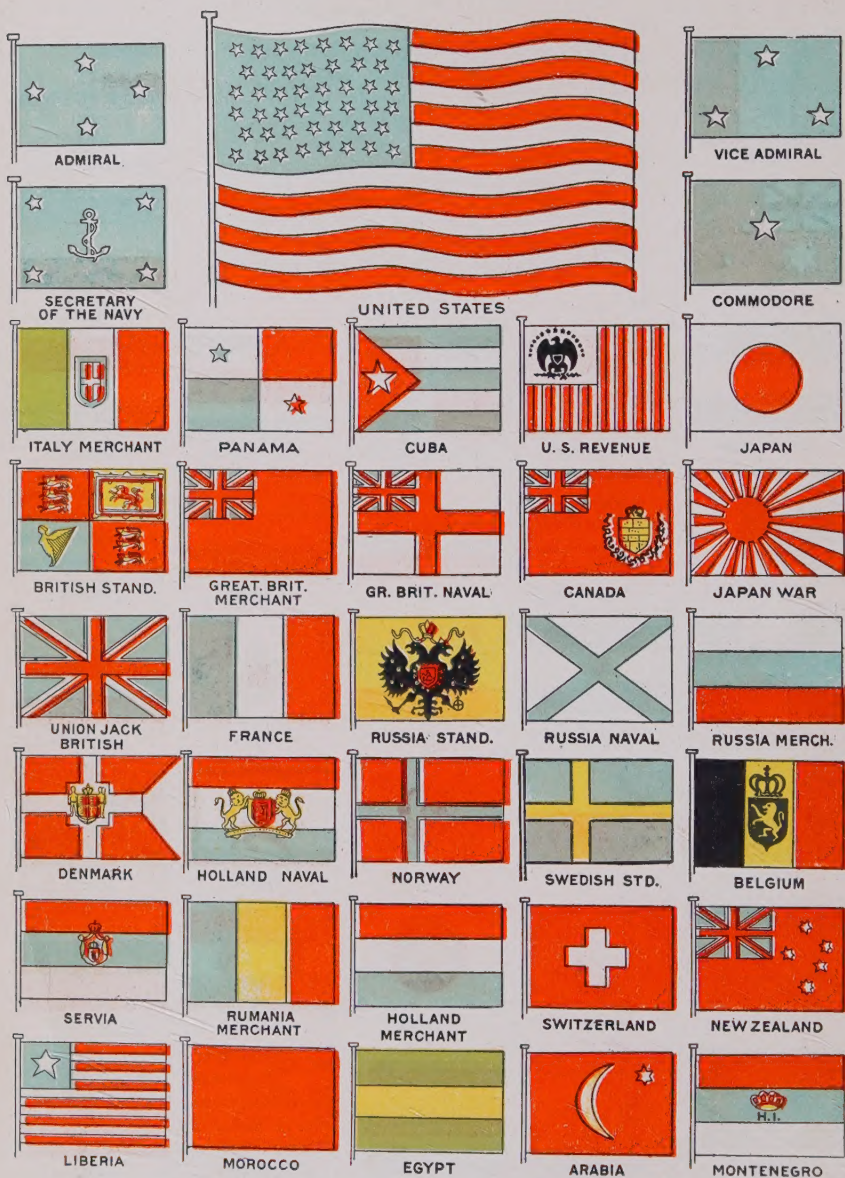 ADMIRAL
VICE ADMIRAL
SECRETARY
OF THE NAVY
UNITED STATES
COMMODORE
ITALY MERCHANT
PANAMA
CUBA
U. S. REVENUE
JAPAN
BRITISH STAND.
GREAT. BRIT.
MERCHANT
GR. BRIT. NAVAL
CANADA
JAPAN WAR
UNION JACK
BRITISH
FRANCE
RUSSIA STAND.
RUSSIA NAVAL
RUSSIA MERCH.
DENMARK
HOLLAND NAVAL
NORWAY
SWEDISH STD.
BELGIUM
SERVIA
RUMANIA
MERCHANT
HOLLAND
MERCHANT
SWITZERLAND
NEW ZEALAND
LIBERIA
MOROCCO
EGYPT
ARABIA
H.I.
MONTENEGRO